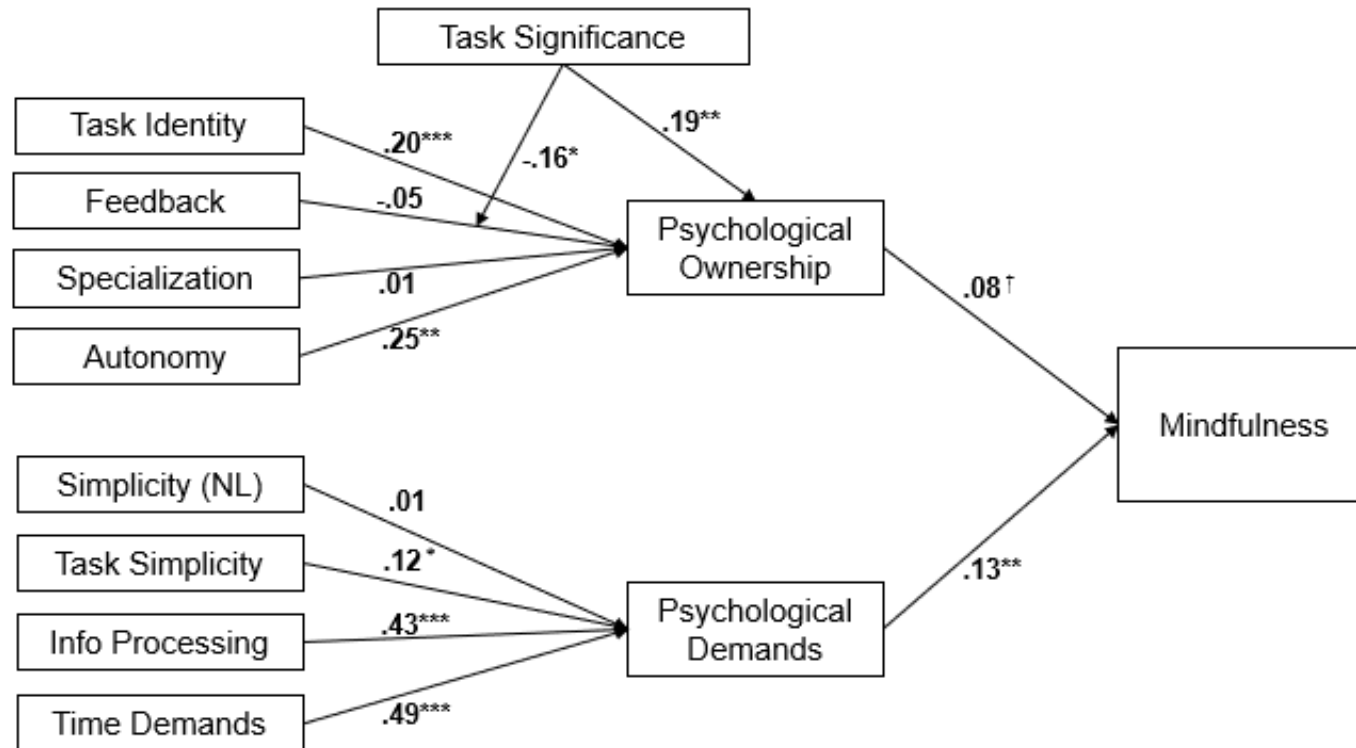 Task Significance
Task Identity
.20***
-.16*
.19**
Feedback
-.05
Psychological
Ownership
Specialization
.01
.08†
Autonomy
.25**
Mindfulness
Simplicity (NL)
.01
Task Simplicity
.12*
.13**
Info Processing
.43***
Psychological
Demands
Time Demands
.49***